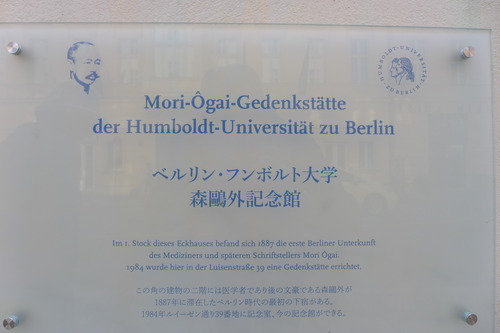 HUMBOLDT-UNIVERSITÄT ZU BERLIN
Mori-Ôgai-Gedenkstätte
der Humboldt-Universität zu Berlin
ベルリン・フンボルト大学
森鷗外記念館
Im 1. Stock dieses Eckhauses befand sich 1887 die erste Berliner Unterkunft
des Mediziners und späteren Schriftstellers Mori Ôgai.
1984 wurde hier in der Luisenstraße 39 eine Gedenkstätte errichtet.
この角の建物の二階には医学者であり後の文豪である森鷗外が
1887年に滞在したベルリン時代の最初の下宿がある。
1984年ルイーゼン通り39番地に記念室、今の記念館ができる。